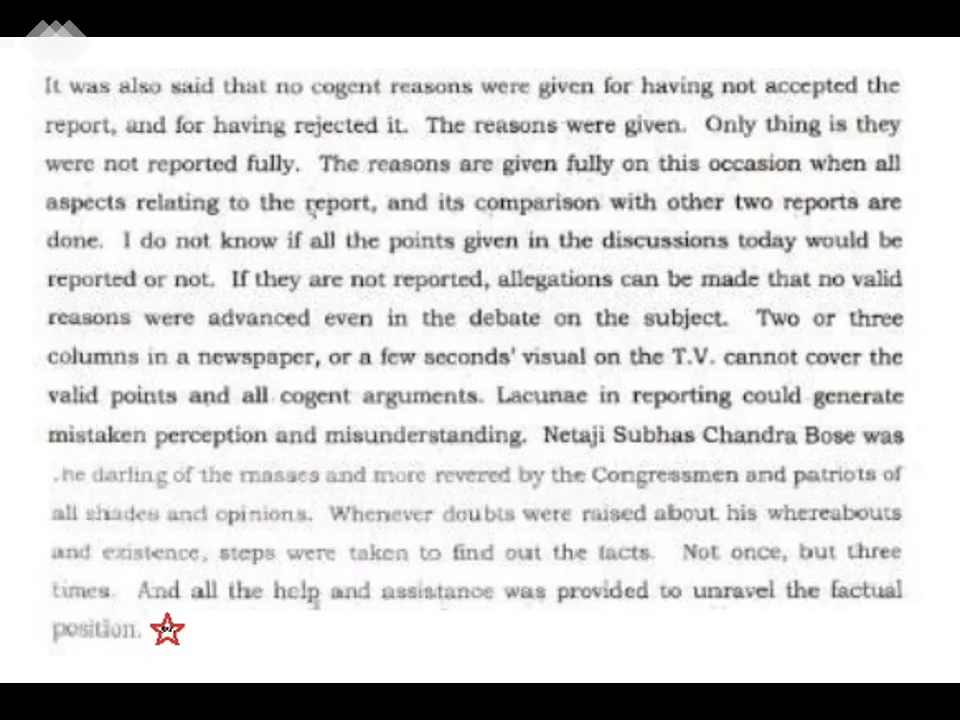 It was also said that no cogent reasons were given for having not accepted the
report, and for having rejected it. The reasons were given. Only thing is they
were not reported fully. The reasons are given fully on this occasion when all
aspects relating to the report, and its comparison with other two reports are
done. I do not know if all the points given in the discussions today would be
reported or not. If they are not reported, allegations can be made that no valid
reasons were advanced even in the debate on the subject. Two or three
columns in a newspaper, or a few seconds' visual on the T.V. cannot cover the
valid points and all cogent arguments. Lacunae in reporting could generate
mistaken perception and misunderstanding. Netaji Subhas Chandra Bose was
.he darling of the masses and more revered by the Congressmen and patriots of
all shades and opinions. Whenever doubts were raised about his whereabouts
and existence, steps were taken to find out the facts. Not once, but three
times. And all the help and assistance was provided to unravel the factual
position.